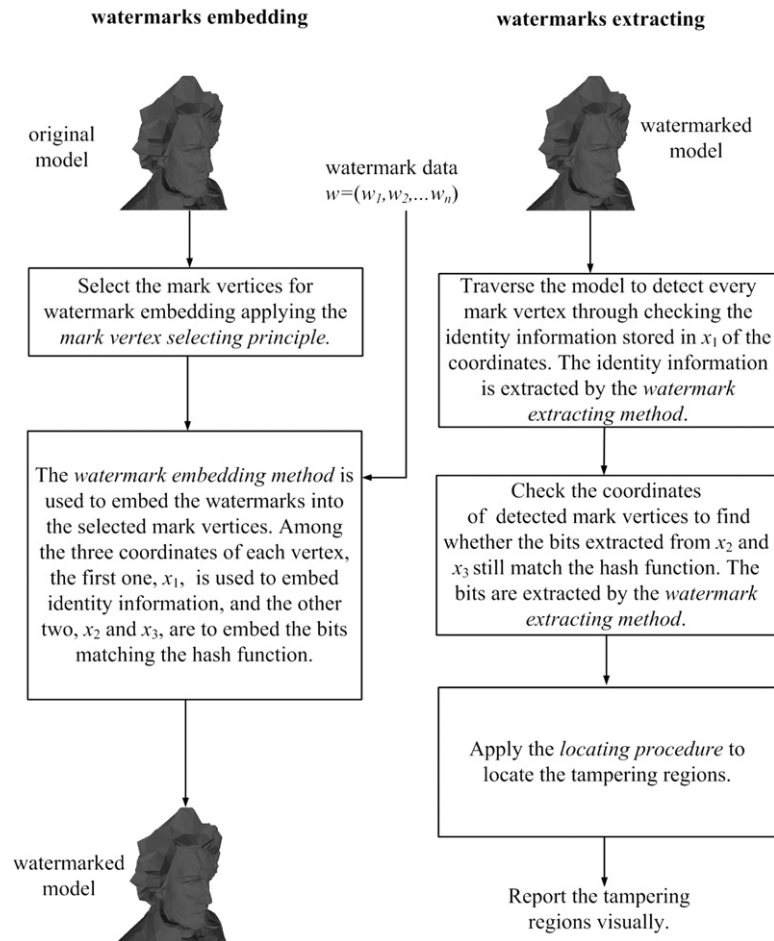 watermarks embedding
original
model
watermark data
w=(w₁,w₂,...wₙ)
Select the mark vertices for
watermark embedding applying the
mark vertex selecting principle.
The watermark embedding method is
used to embed the watermarks into
the selected mark vertices. Among
the three coordinates of each vertex,
the first one, x₁, is used to embed
identity information, and the other
two, x₂ and x₃, are to embed the bits
matching the hash function.
watermarked
model
watermarks extracting
watermarked
model
Traverse the model to detect every
mark vertex through checking the
identity information stored in x₁ of the
coordinates. The identity information
is extracted by the watermark
extracting method.
Check the coordinates
of detected mark vertices to find
whether the bits extracted from x₂ and
x₃ still match the hash function. The
bits are extracted by the watermark
extracting method.
Apply the locating procedure to
locate the tampering regions.
Report the tampering
regions visually.